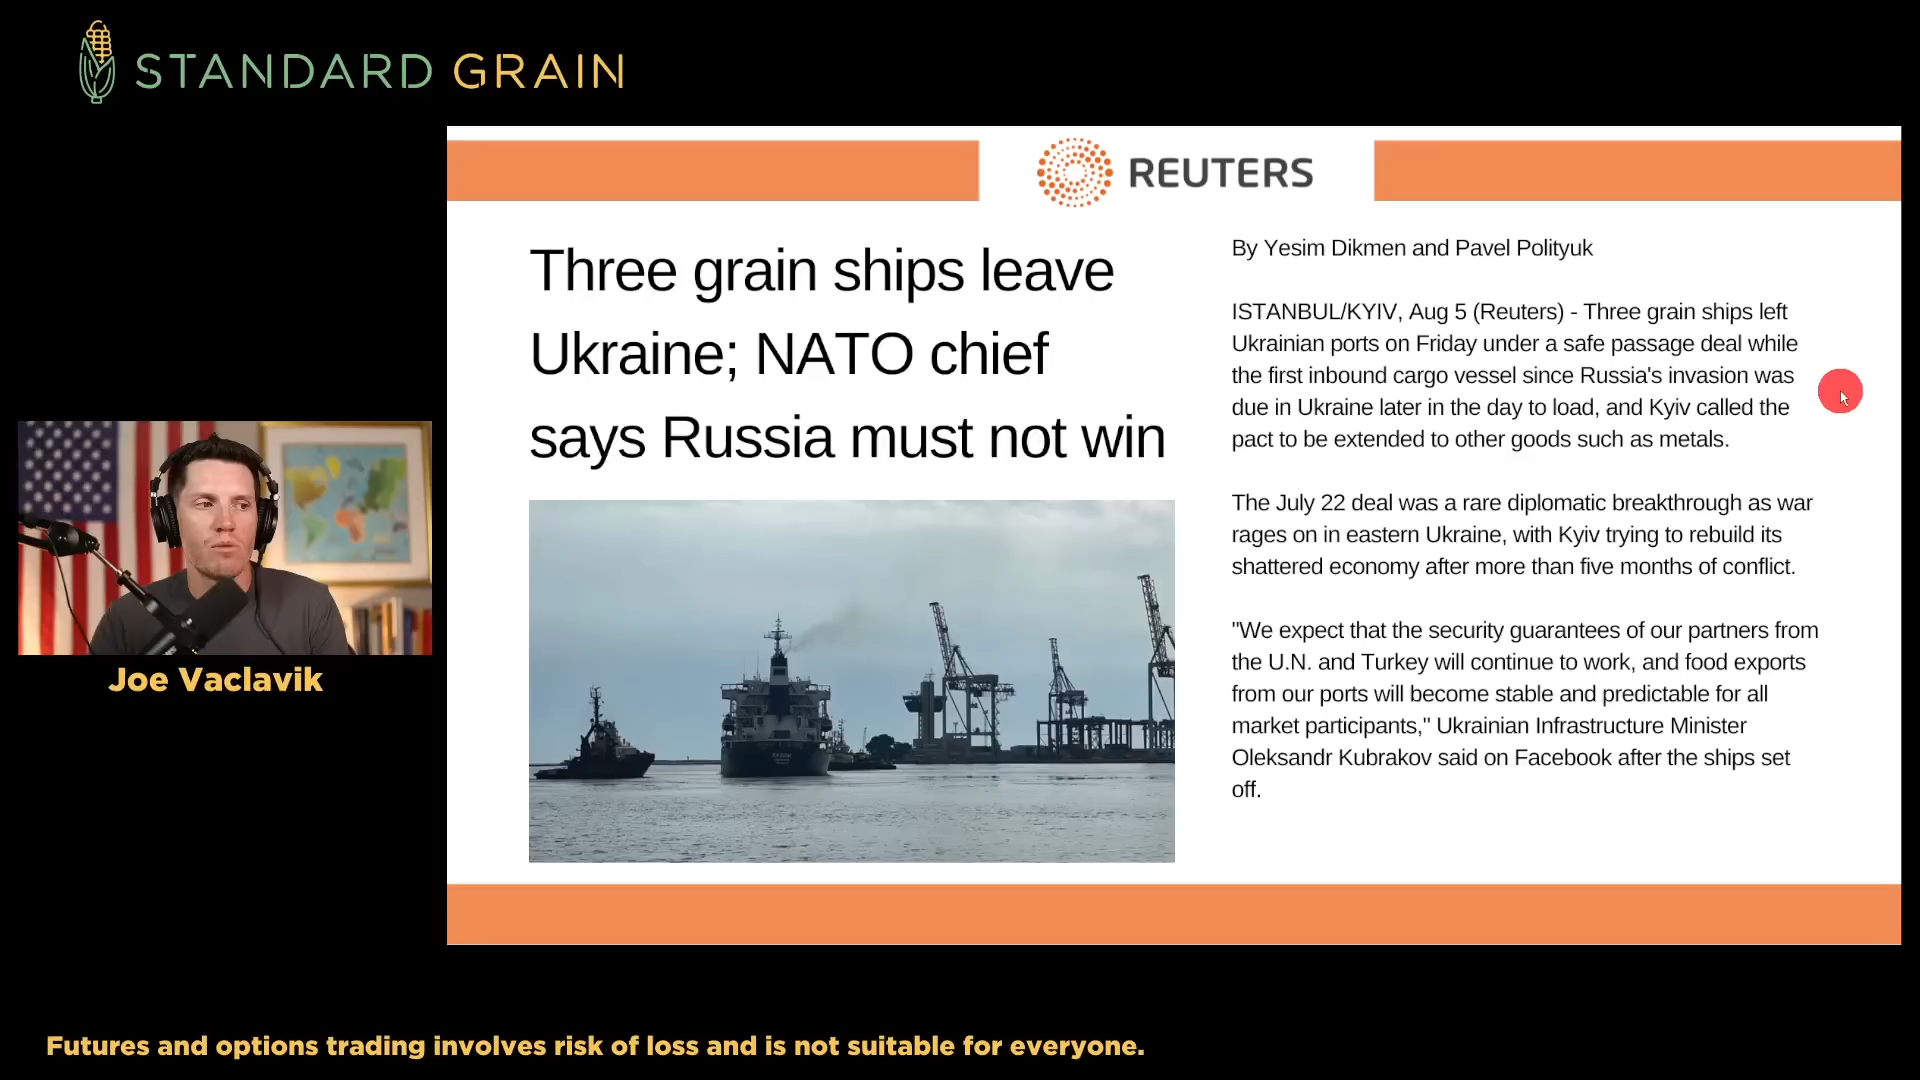 STANDARD GRAIN
REUTERS
Three grain ships leave
Ukraine; NATO chief
says Russia must not win
By Yesim Dikmen and Pavel Polityuk
ISTANBUL/KYIV, Aug 5 (Reuters) - Three grain ships left
Ukrainian ports on Friday under a safe passage deal while
the first inbound cargo vessel since Russia's invasion was
due in Ukraine later in the day to load, and Kyiv called the
pact to be extended to other goods such as metals.
The July 22 deal was a rare diplomatic breakthrough as war
rages on in eastern Ukraine, with Kyiv trying to rebuild its
shattered economy after more than five months of conflict.
"We expect that the security guarantees of our partners from
the U.N. and Turkey will continue to work, and food exports
from our ports will become stable and predictable for all
market participants," Ukrainian Infrastructure Minister
Oleksandr Kubrakov said on Facebook after the ships set
off.
Joe Vaclavik
Futures and options trading involves risk of loss and is not suitable for everyone.